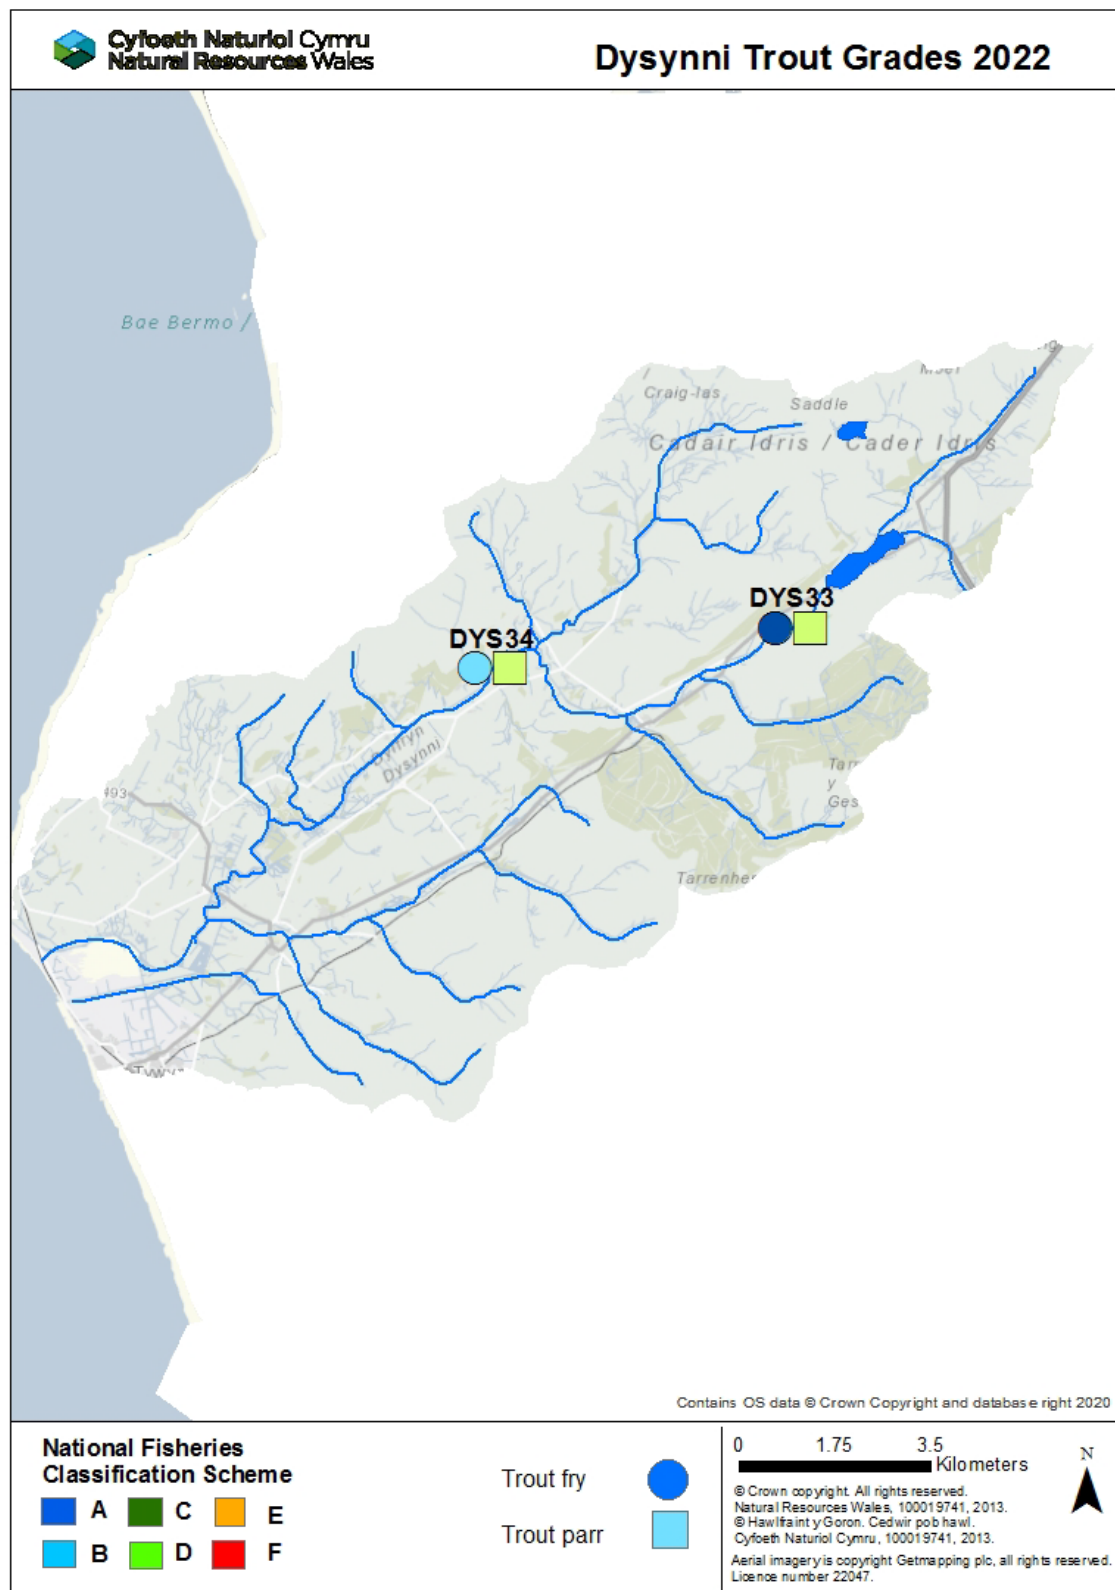 Cyfoeth Naturiol Cymru
Natural Resources Wales
Dysynni Trout Grades 2022
Bae Bermo /
Craig-las
Saddle
Cadair Idris / Cader Idris
DYS33
DYS34
Dysynni
Tarr
y
Ges
493
Tarrenhe
Contains OS data © Crown Copyright and database right 2020
National Fisheries
Classification Scheme
A C E
B D F
Trout fry
Trout parr
0 1.75 3.5
Kilometers
N
© Crown copyright. All rights reserved.
Natural Resources Wales, 100019741, 2013.
© Hawlfraint y Goron. Cedwir pob hawl.
Cyfoeth Naturiol Cymru, 100019741, 2013.
Aerial imagery is copyright Getmapping plc, all rights reserved.
Licence number 22047.